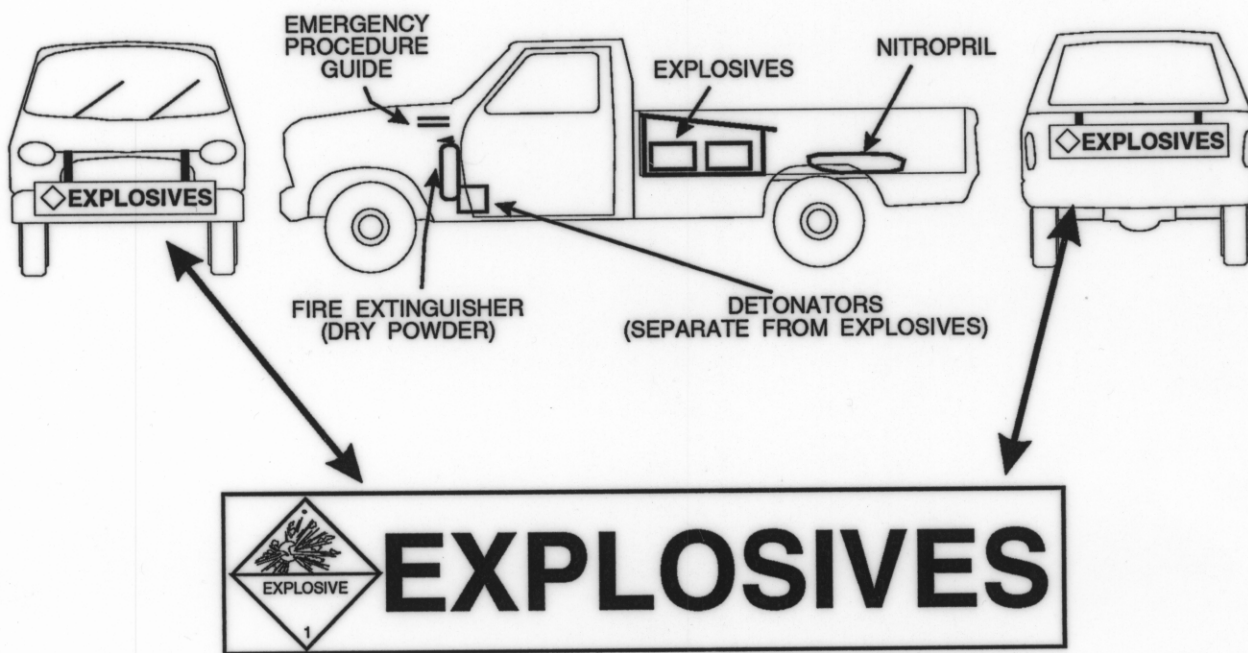 EMERGENCY
PROCEDURE
GUIDE
EXPLOSIVES
NITROPRIL
EXPLOSIVES
EXPLOSIVES
FIRE EXTINGUISHER
(DRY POWDER)
DETONATORS
(SEPARATE FROM EXPLOSIVES)
EXPLOSIVE
1
EXPLOSIVES